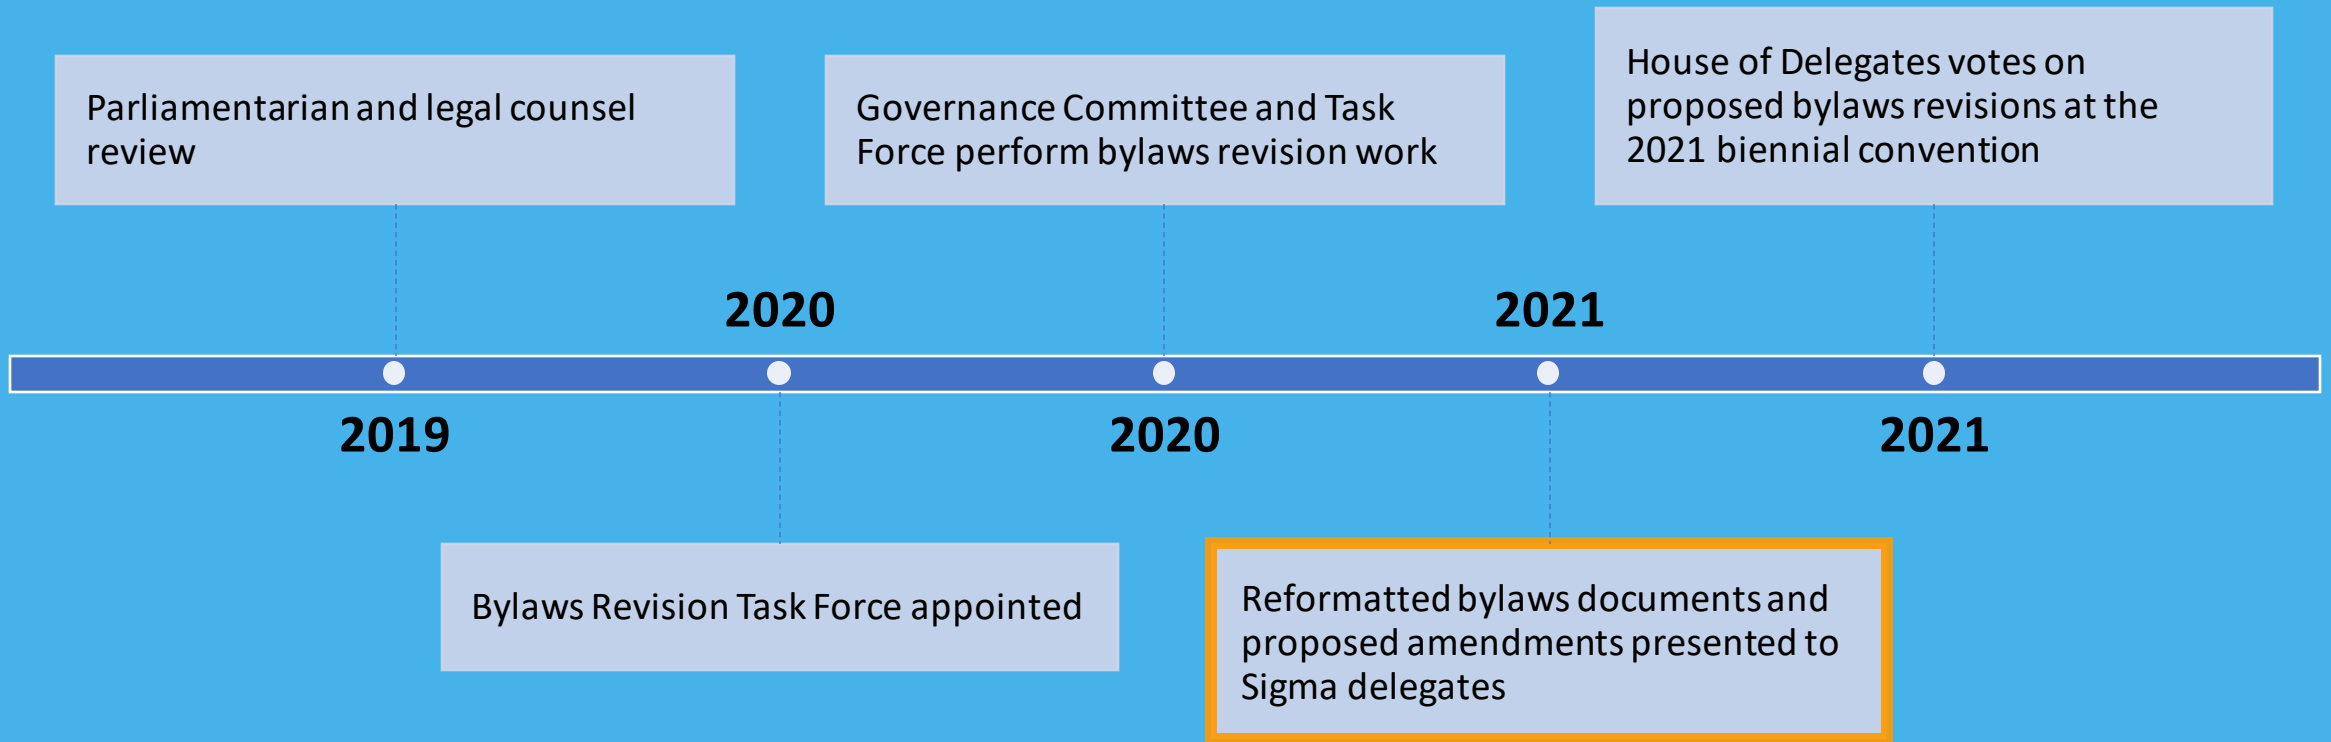 Parliamentarian and legal counsel
review
Governance Committee and Task
Force perform bylaws revision work
House of Delegates votes on
proposed bylaws revisions at the
2021 biennial convention
2020
2021
2019
2020
2021
Bylaws Revision Task Force appointed
Reformatted bylaws documents and
proposed amendments presented to
Sigma delegates